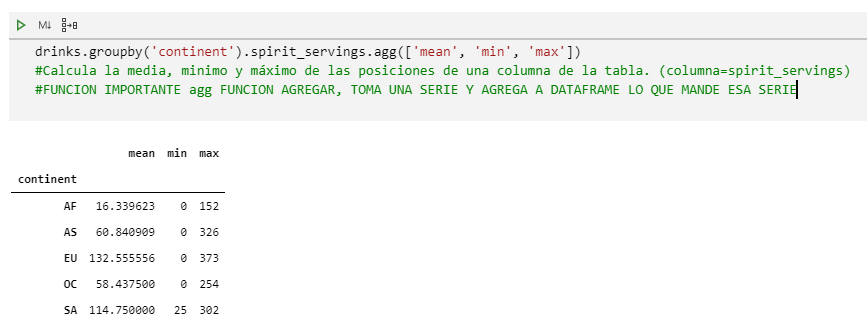 M↓
drinks.groupby('continent').spirit_servings.agg(['mean', 'min', 'max'])
#Calcula la media, minimo y máximo de las posiciones de una columna de la tabla. (columna=spirit_servings)
#FUNCION IMPORTANTE agg FUNCION AGREGAR, TOMA UNA SERIE Y AGREGA A DATAFRAME LO QUE MANDE ESA SERIE
mean min max
continent
AF 16.339623 0 152
AS 60.840909 0 326
EU 132.555556 0 373
OC 58.437500 0 254
SA 114.750000 25 302